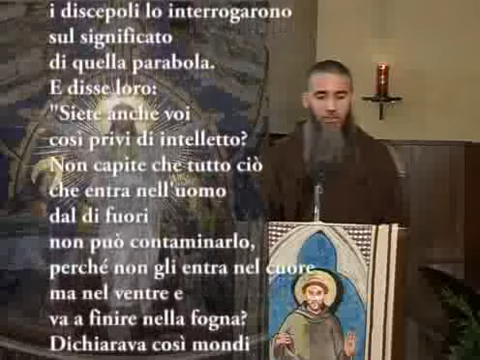 i discepoli lo interrogarono
sul significato
di quella parabola.
E disse loro:
"Siete anche voi
così privi di intelletto?
Non capite che tutto ciò
che entra nell'uomo
dal di fuori
non può contaminarlo,
perché non gli entra nel cuore
ma nel ventre e
va a finire nella fogna?
Dichiarava così mondi